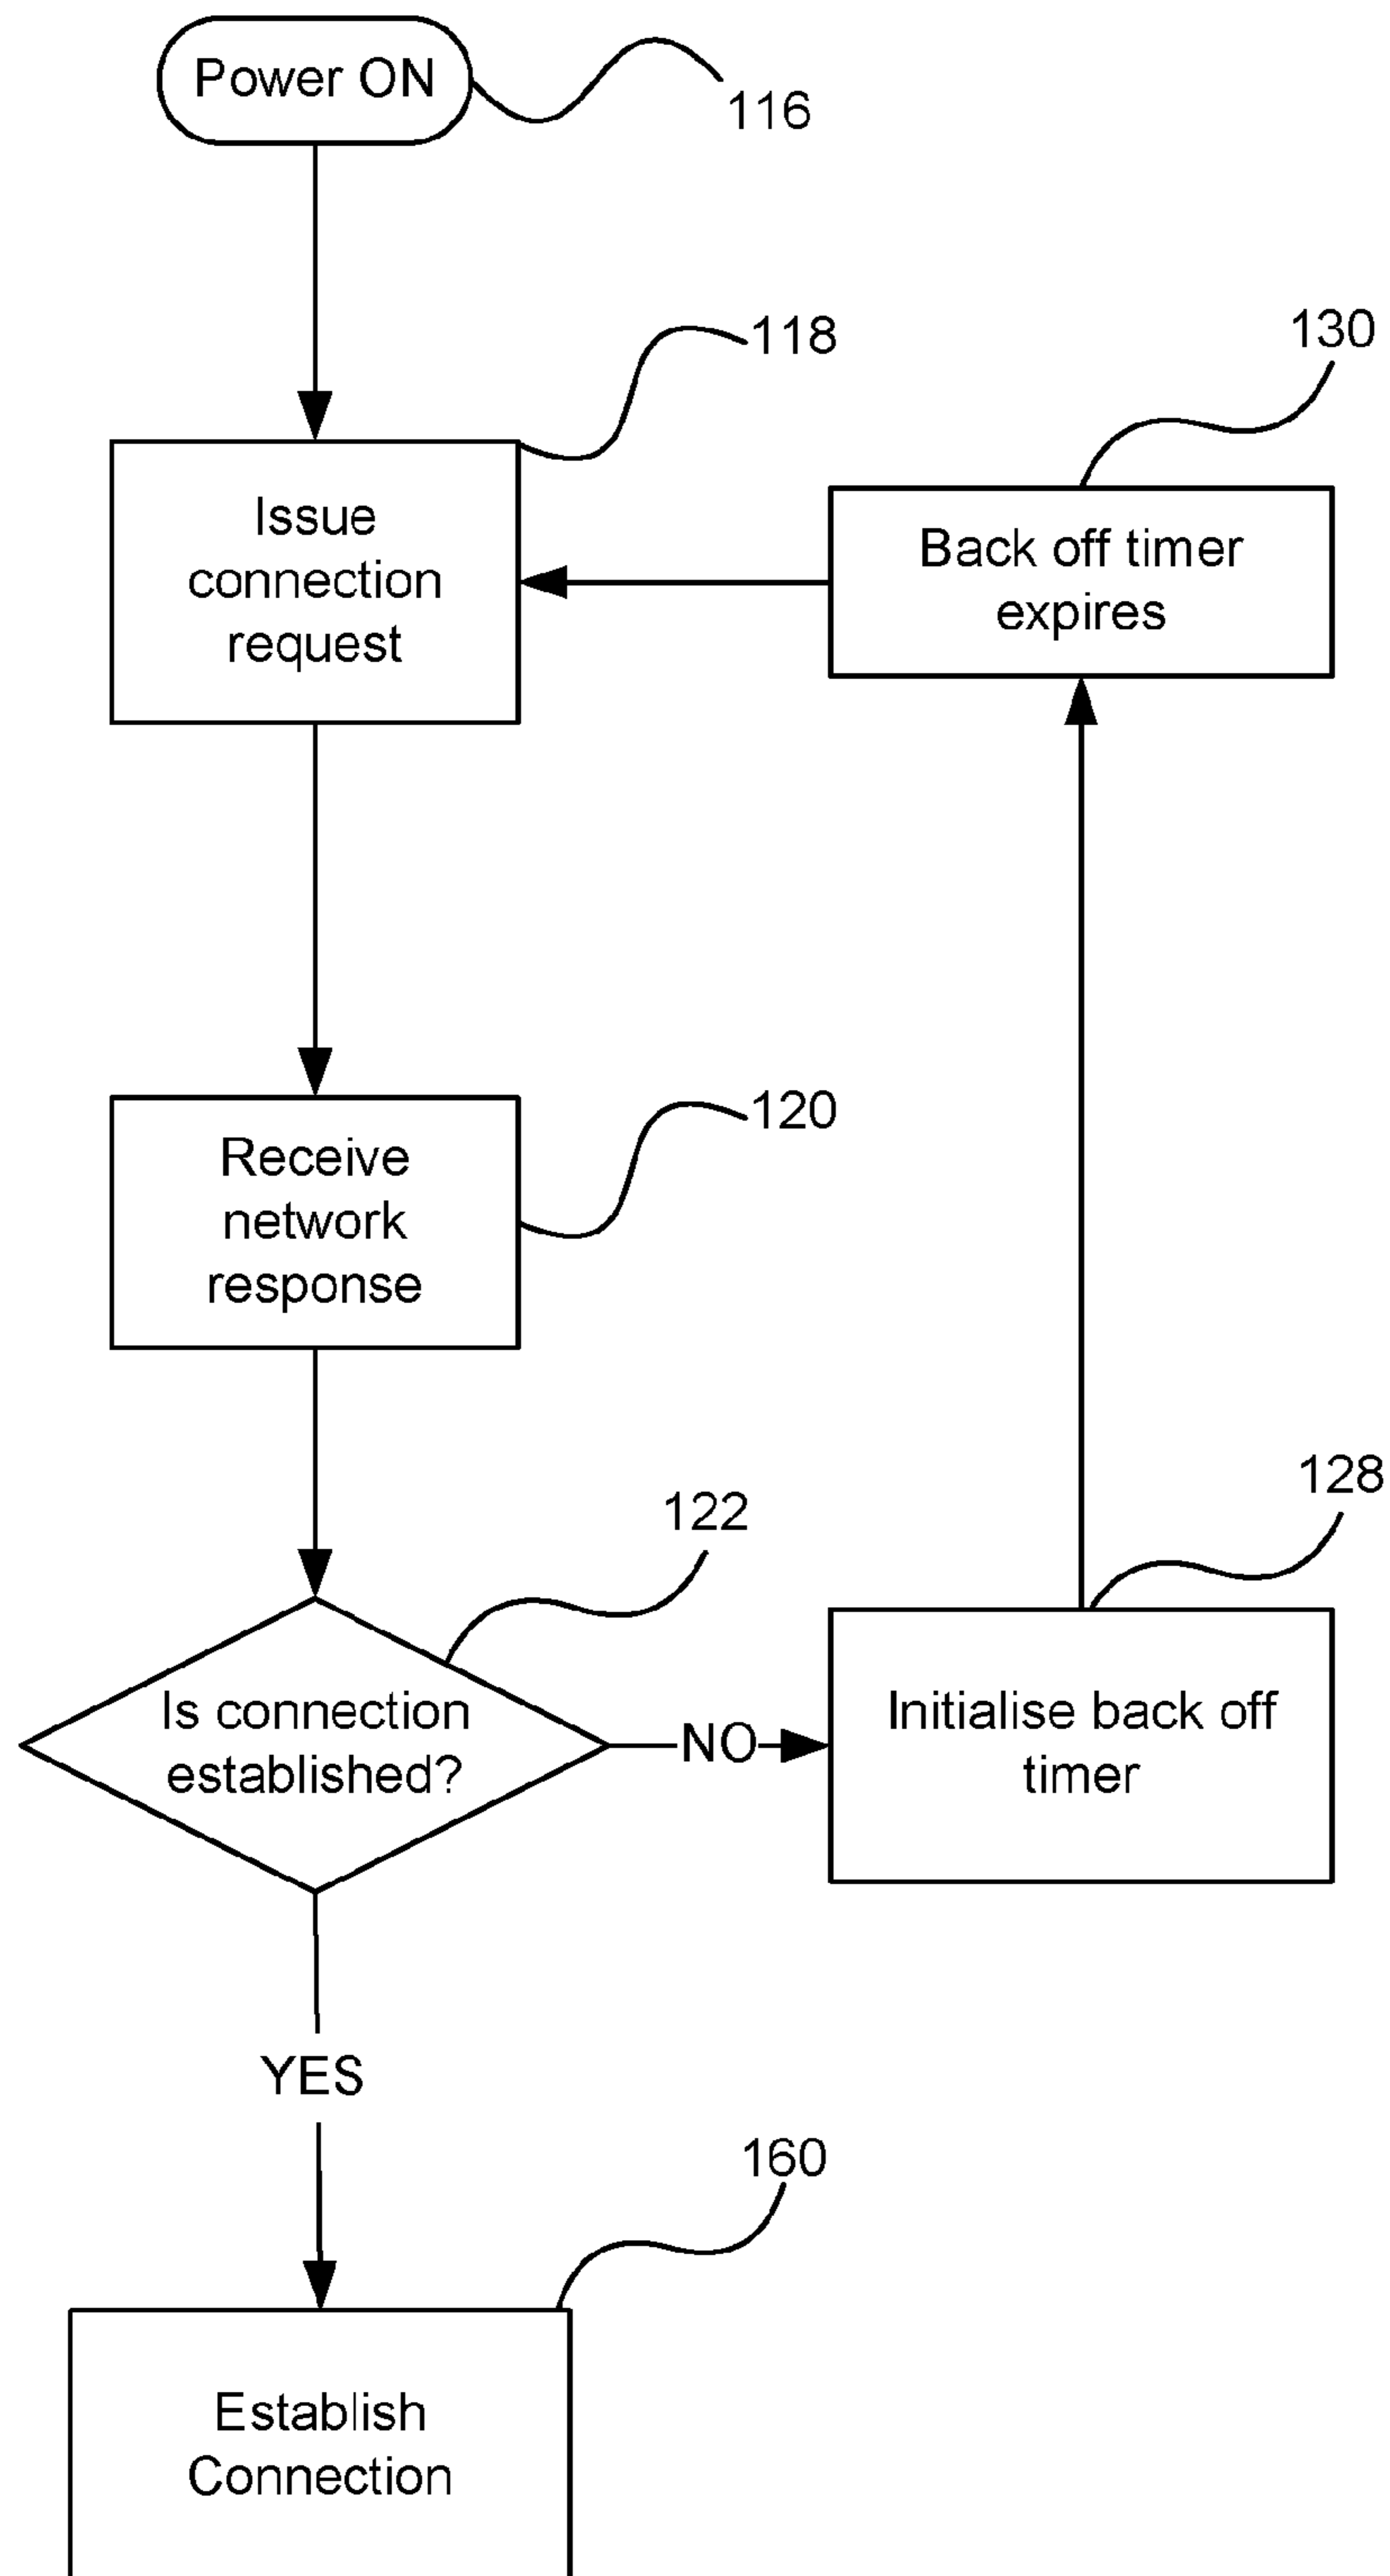 Power ON
116
118
130
Issue
connection
request
Back off timer
expires
120
Receive
network
response
122
128
Is connection
established?
NO
Initialise back off
timer
YES
160
Establish
Connection